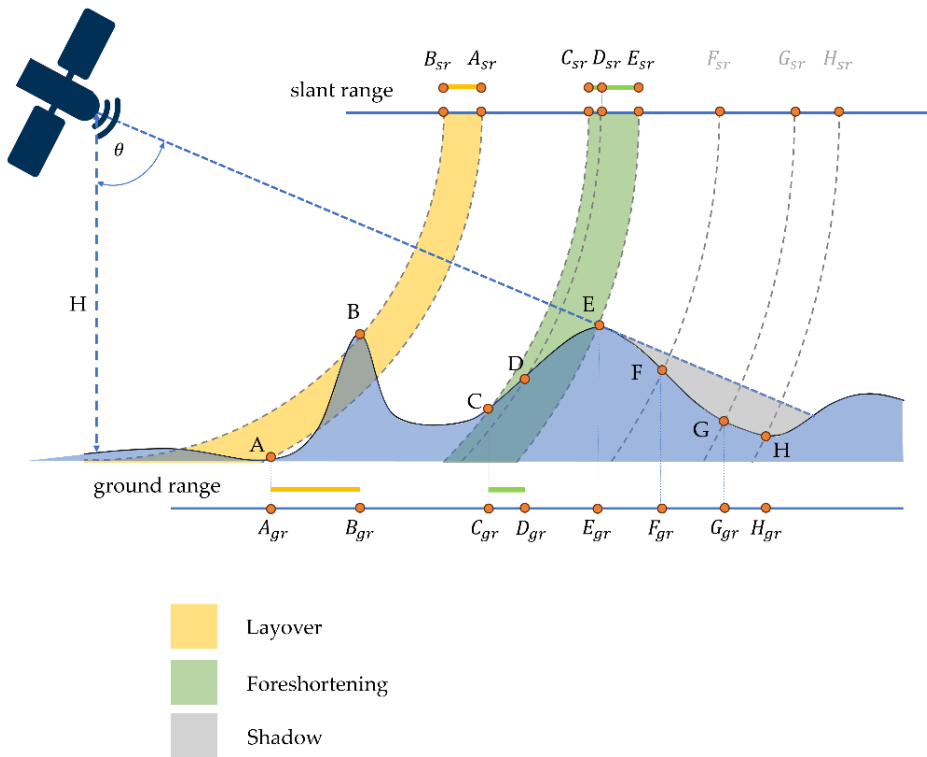 B_sr A_sr C_sr D_sr E_sr F_sr G_sr H_sr
slant range
θ
H
B
E
D
F
C
A
G
H
ground range
A_gr B_gr C_gr D_gr E_gr F_gr G_gr H_gr
Layover
Foreshortening
Shadow